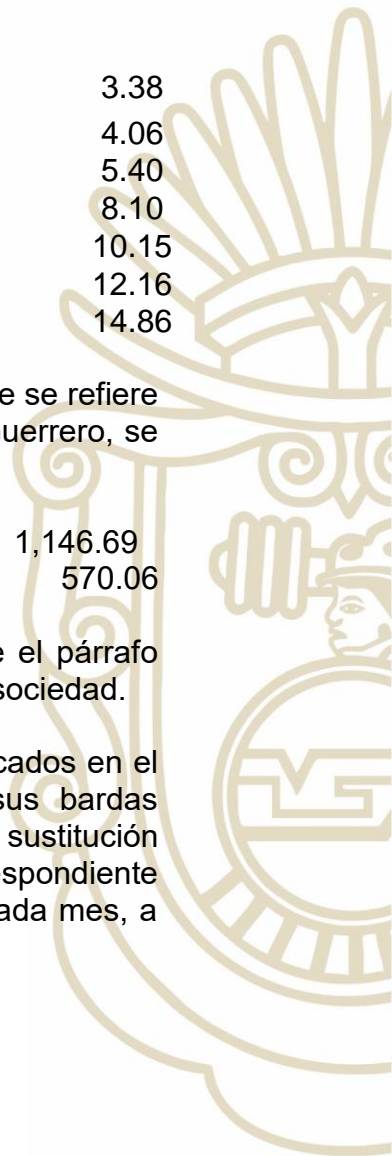 3.38
4.06
5.40
8.10
10.15
12.16
14.86
e se refiere
uerrero, se
1,146.69
570.06
e el párrafo
sociedad.
cados en el
sus bardas
sustitución
espondiente
ada mes, a